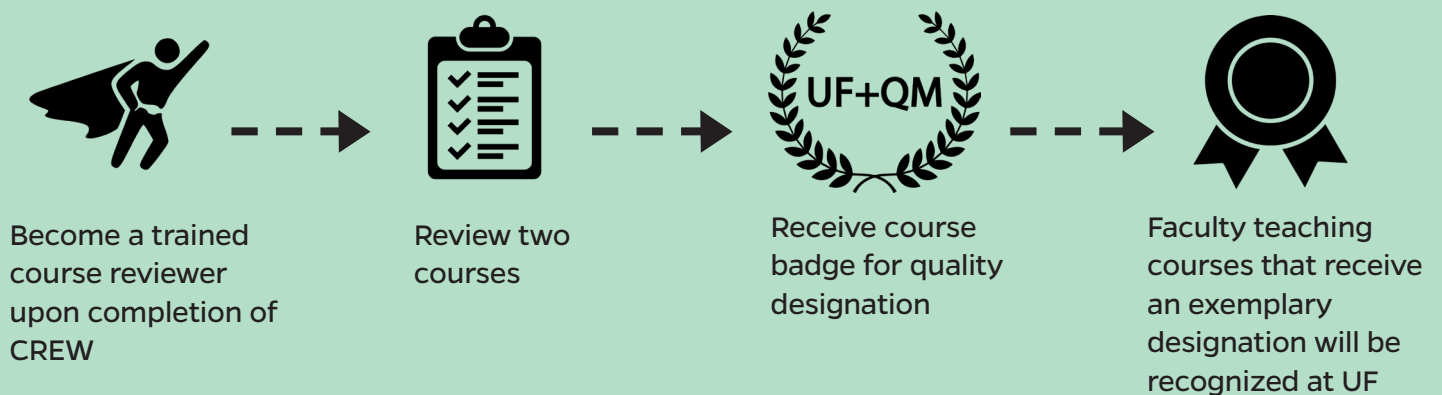 UF+QM
Become a trained
course reviewer
upon completion of
CREW
Review two
courses
Receive course
badge for quality
designation
Faculty teaching
courses that receive
an exemplary
designation will be
recognized at UF